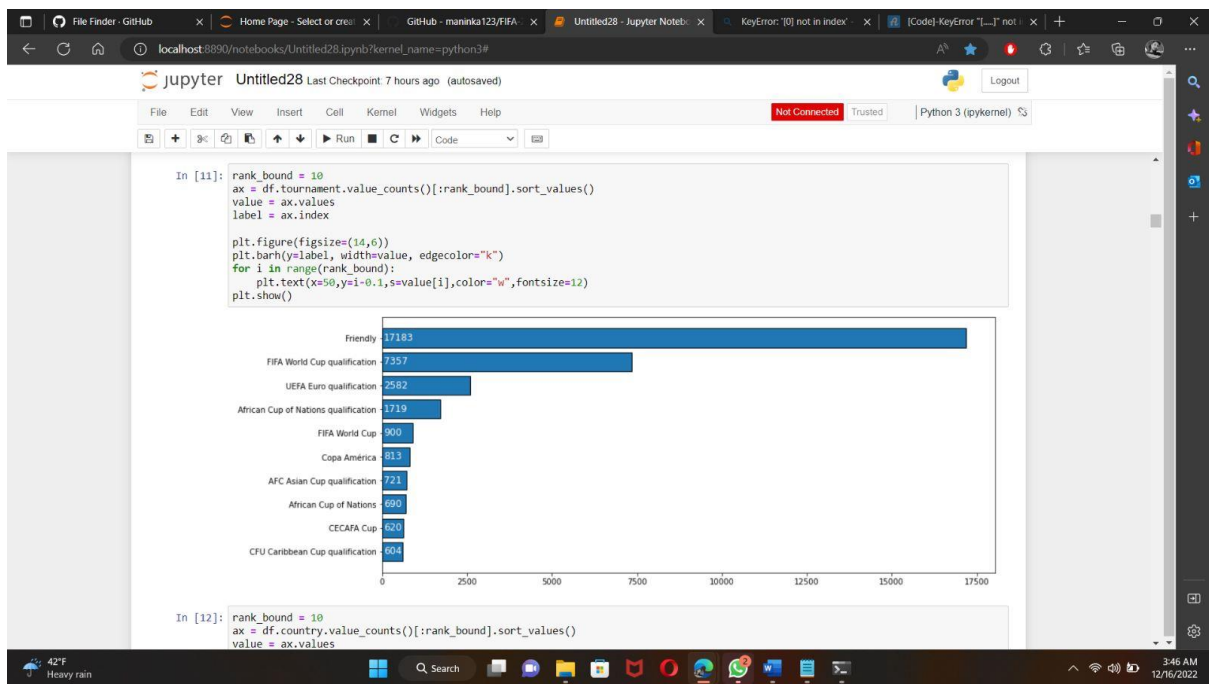 File Finder · GitHub
Home Page - Select or creat
GitHub - maninka123/FIFA-
Untitled28 - Jupyter Notebo
KeyError: '[0] not in index' -
[Code]-KeyError "[.....]" not i
localhost:8890/notebooks/Untitled28.ipynb?kernel_name=python3#
jupyter Untitled28 Last Checkpoint: 7 hours ago (autosaved)
Logout
File Edit View Insert Cell Kernel Widgets Help
Not Connected Trusted Python 3 (ipykernel)
Run Code
In [11]: rank_bound = 10
ax = df.tournament.value_counts()[:rank_bound].sort_values()
value = ax.values
label = ax.index
plt.figure(figsize=(14,6))
plt.barh(y=label, width=value, edgecolor="k")
for i in range(rank_bound):
plt.text(x=50,y=i-0.1,s=value[i],color="w",fontsize=12)
plt.show()
Friendly 17183
FIFA World Cup qualification 7357
UEFA Euro qualification 2582
African Cup of Nations qualification 1719
FIFA World Cup 900
Copa América 813
AFC Asian Cup qualification 721
African Cup of Nations 690
CECAFA Cup 620
CFU Caribbean Cup qualification 604
0 2500 5000 7500 10000 12500 15000 17500
In [12]: rank_bound = 10
ax = df.country.value_counts()[:rank_bound].sort_values()
value = ax.values
42°F
Heavy rain
Search
3:46 AM
12/16/2022